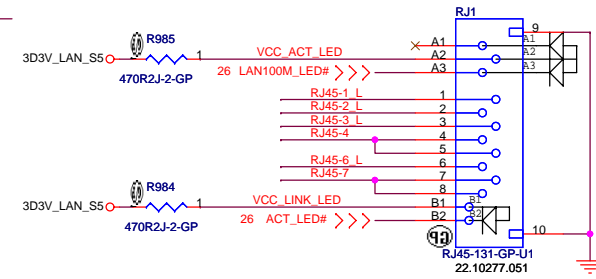 RJ1
R985
9
A1
3D3V_LAN_S5
1
VCC_ACT_LED
A1
A2
A2
470R2J-2-GP
26 LAN100M_LED#
A3
A3
RJ45-1_L
1
RJ45-2_L
2
RJ45-3_L
3
RJ45-4
4
5
RJ45-6_L
6
RJ45-7
7
8
R984
3D3V_LAN_S5
1
VCC_LINK_LED
B1
B1
470R2J-2-GP
26 ACT_LED#
B2
B2
10
RJ45-131-GP-U1
22.10277.051